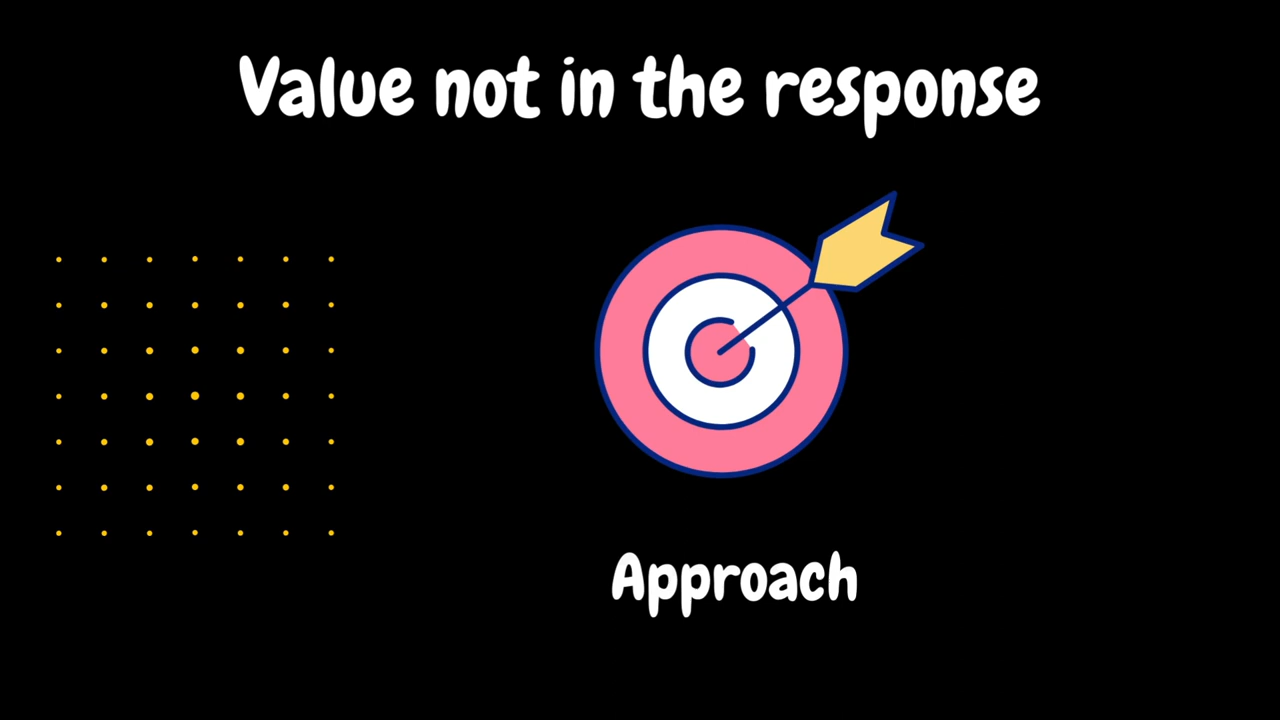 Value not in the response
Approach